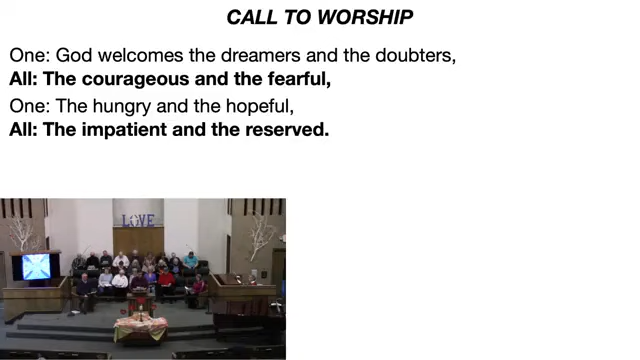 CALL TO WORSHIP
One: God welcomes the dreamers and the doubters,
All: The courageous and the fearful,
One: The hungry and the hopeful,
All: The impatient and the reserved.
LOVE